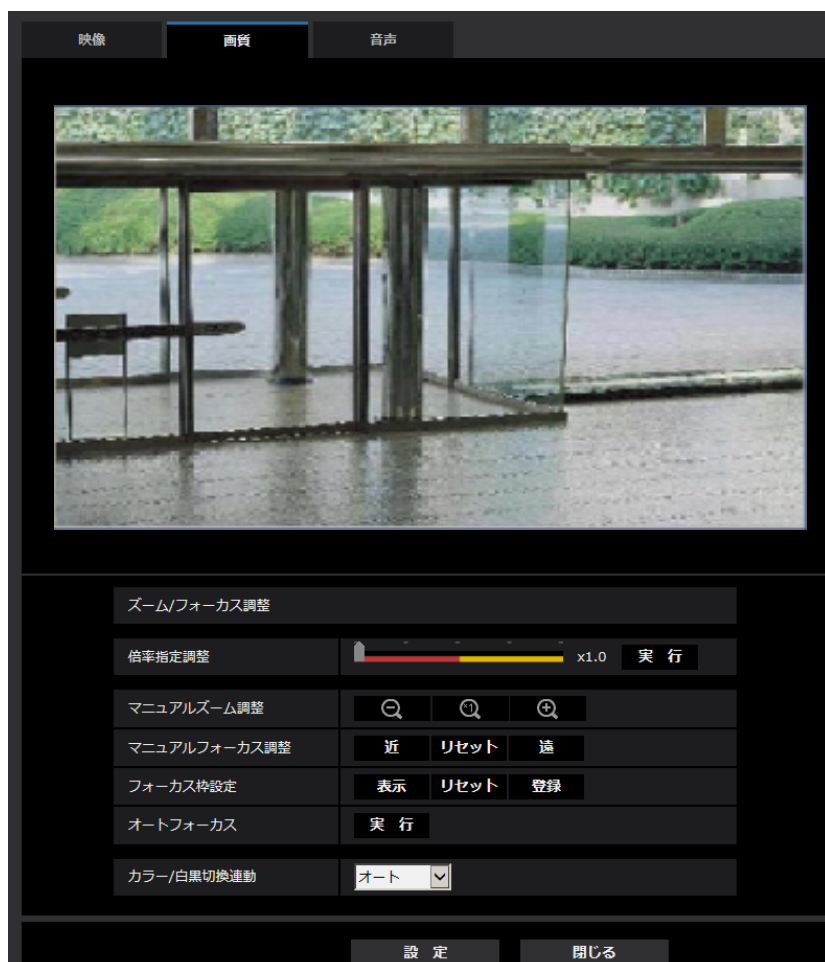 映像 画質 音声
ズーム/フォーカス調整
倍率指定調整 x1.0 実 行
マニュアルズーム調整 ×1
マニュアルフォーカス調整 近 リセット 遠
フォーカス枠設定 表示 リセット 登録
オートフォーカス 実 行
カラー/白黒切換連動 オート
設 定 閉じる